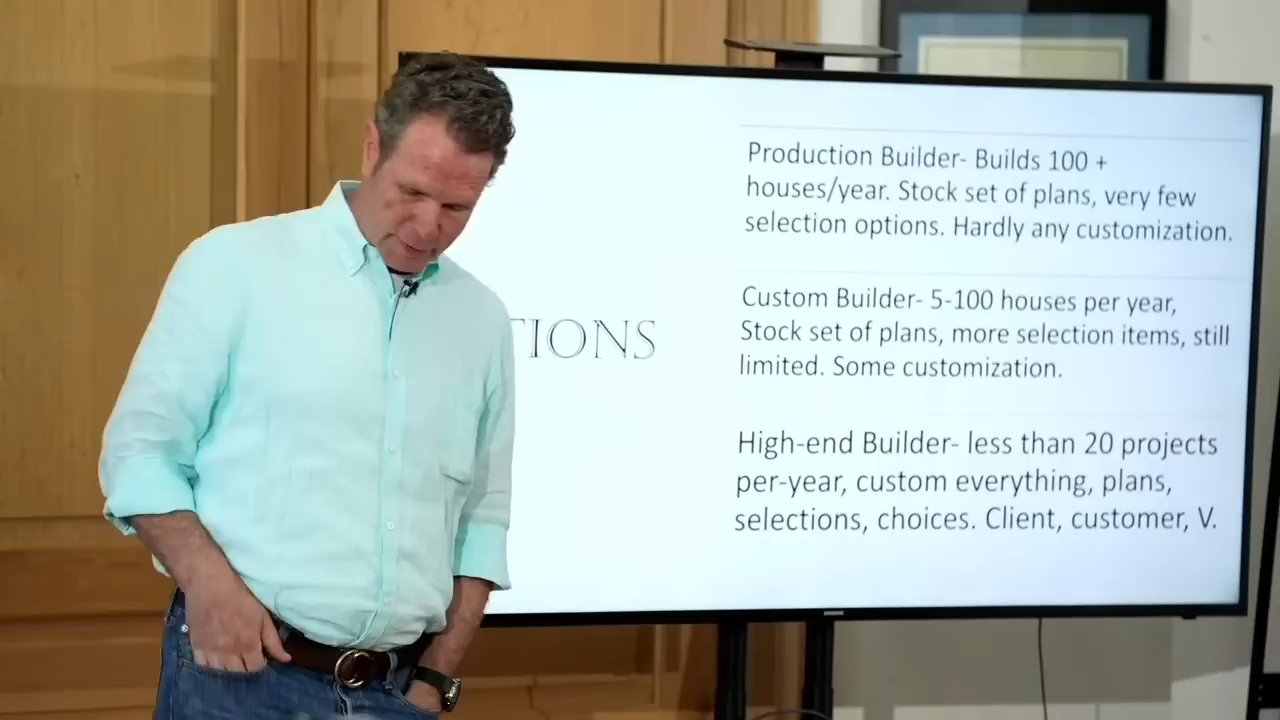 TIONS
Production Builder- Builds 100 +
houses/year. Stock set of plans, very few
selection options. Hardly any customization.
Custom Builder- 5-100 houses per year,
Stock set of plans, more selection items, still
limited. Some customization.
High-end Builder- less than 20 projects
per-year, custom everything, plans,
selections, choices. Client, customer, V.